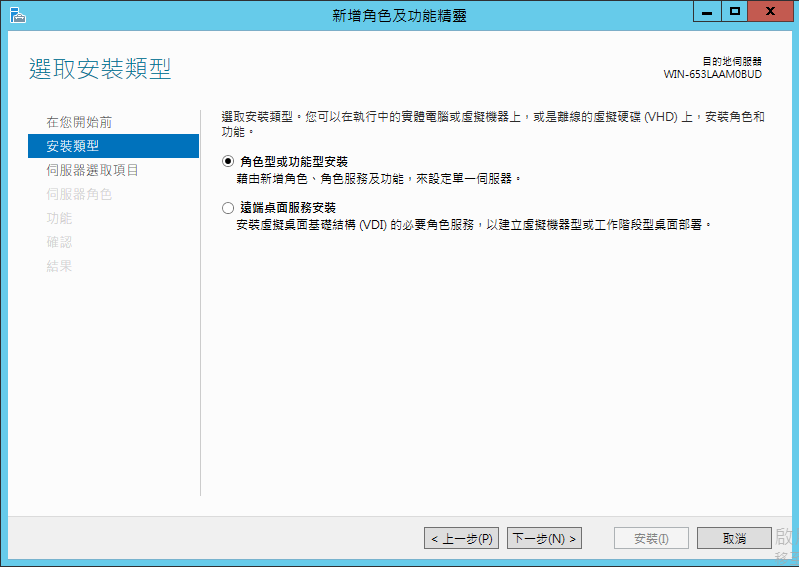 新增角色及功能精靈
選取安裝類型
目的地伺服器
WIN-653LAAM0BUD
在您開始前
安裝類型
伺服器選取項目
伺服器角色
功能
確認
結果
選取安裝類型。您可以在執行中的實體電腦或虛擬機器上，或是離線的虛擬硬碟 (VHD) 上，安裝角色和
功能。
角色型或功能型安裝
藉由新增角色、角色服務及功能，來設定單一伺服器。
遠端桌面服務安裝
安裝虛擬桌面基礎結構 (VDI) 的必要角色服務，以建立虛擬機器型或工作階段型桌面部署。
< 上一步(P)
下一步(N) >
安裝(I)
取消
啟